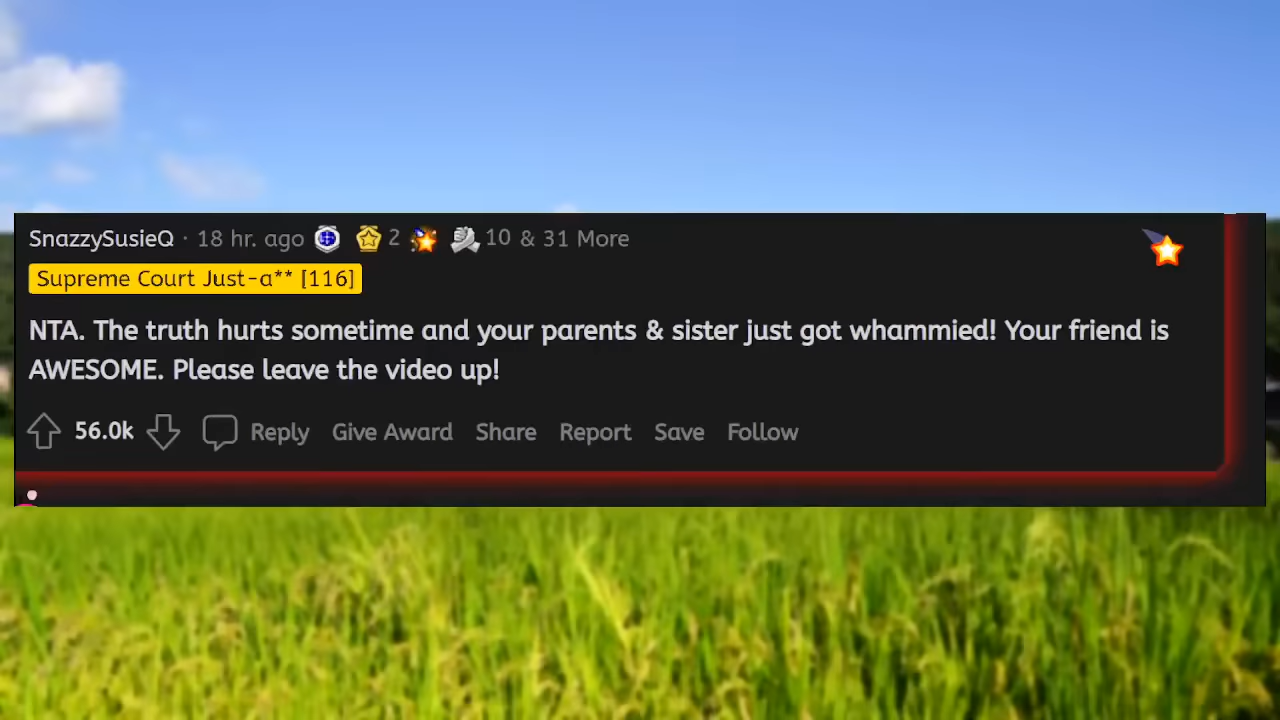 SnazzySusieQ · 18 hr. ago 2 10 & 31 More
Supreme Court Just-a** [116]
NTA. The truth hurts sometime and your parents & sister just got whammied! Your friend is
AWESOME. Please leave the video up!
56.0k Reply Give Award Share Report Save Follow